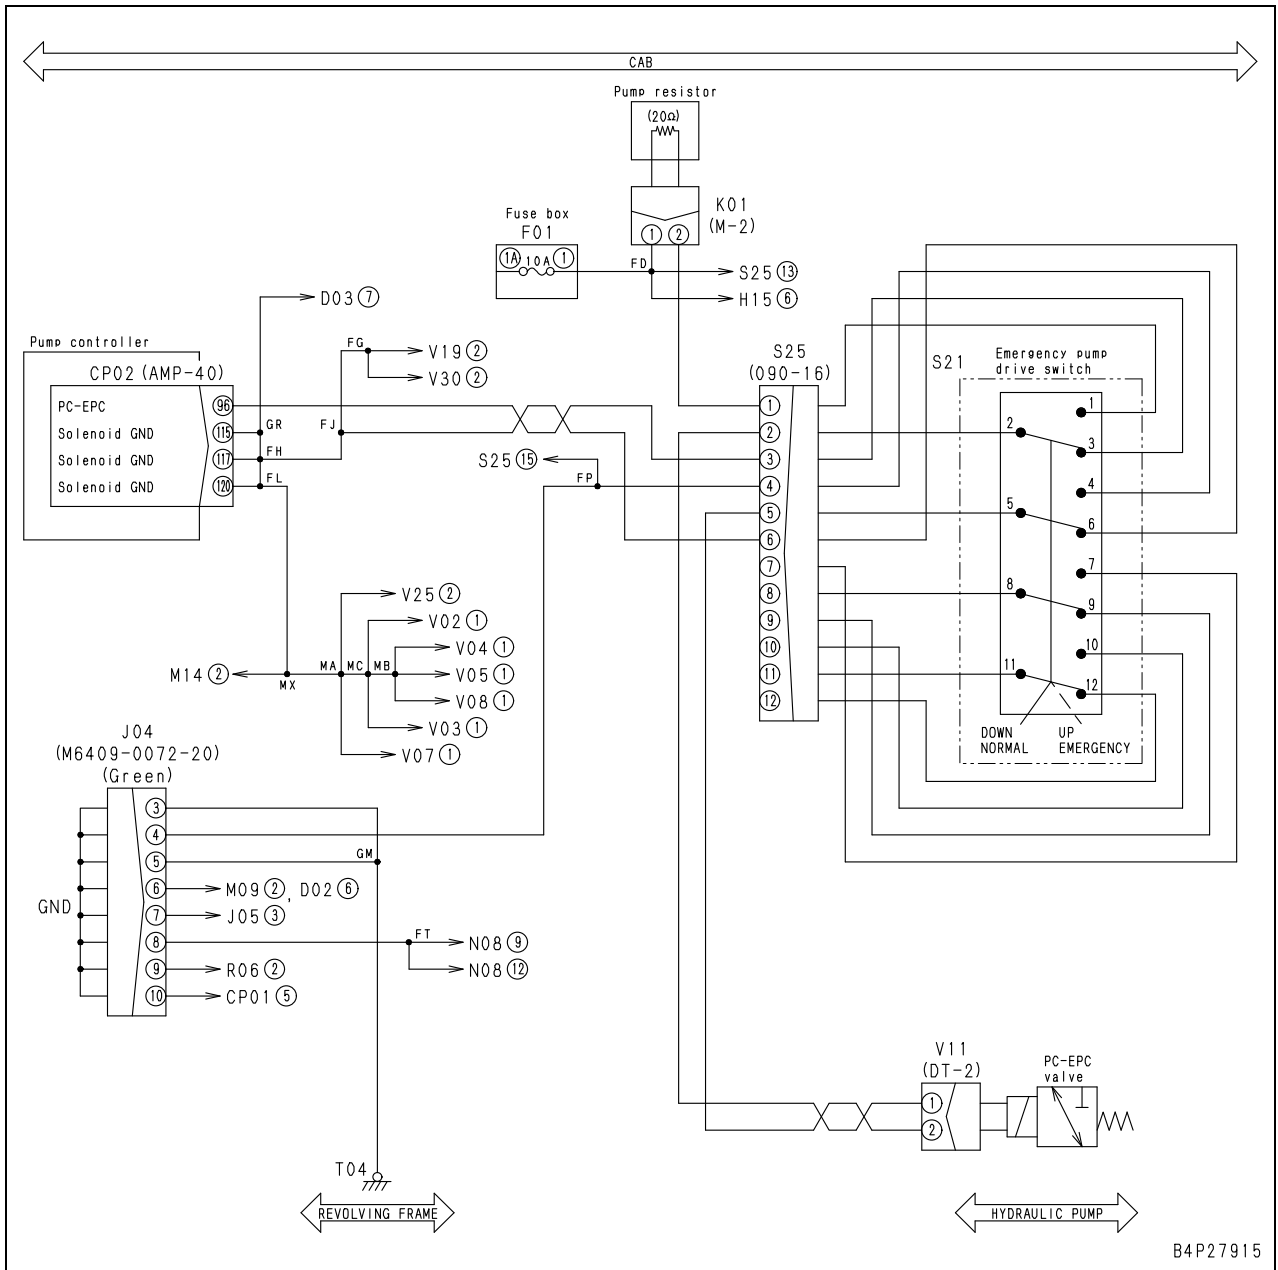 CAB
Pump resistor
(20Ω)
K01
(M-2)
1 2
Fuse box
F01
1A 10A 1
FD
S25 13
H15 6
D03 7
Pump controller
CP02 (AMP-40)
FG
V19 2
V30 2
PC-EPC 96
Solenoid GND 115
Solenoid GND 117
Solenoid GND 120
GR
FH
FL
FJ
S25 15
FP
S25
(090-16)
1
2
3
4
5
6
7
8
9
10
11
12
S21
Emergency pump
drive switch
1
2
3
4
5
6
7
8
9
10
11
12
DOWN
NORMAL
UP
EMERGENCY
V25 2
V02 1
V04 1
V05 1
V08 1
V03 1
V07 1
M14 2
MX
MA
MC
MB
J04
(M6409-0072-20)
(Green)
GND
3
4
5
6
7
8
9
10
GM
M09 2, D02 6
J05 3
FT
N08 9
N08 12
R06 2
CP01 5
V11
(DT-2)
1
2
PC-EPC
valve
T04
REVOLVING FRAME
HYDRAULIC PUMP
B4P27915